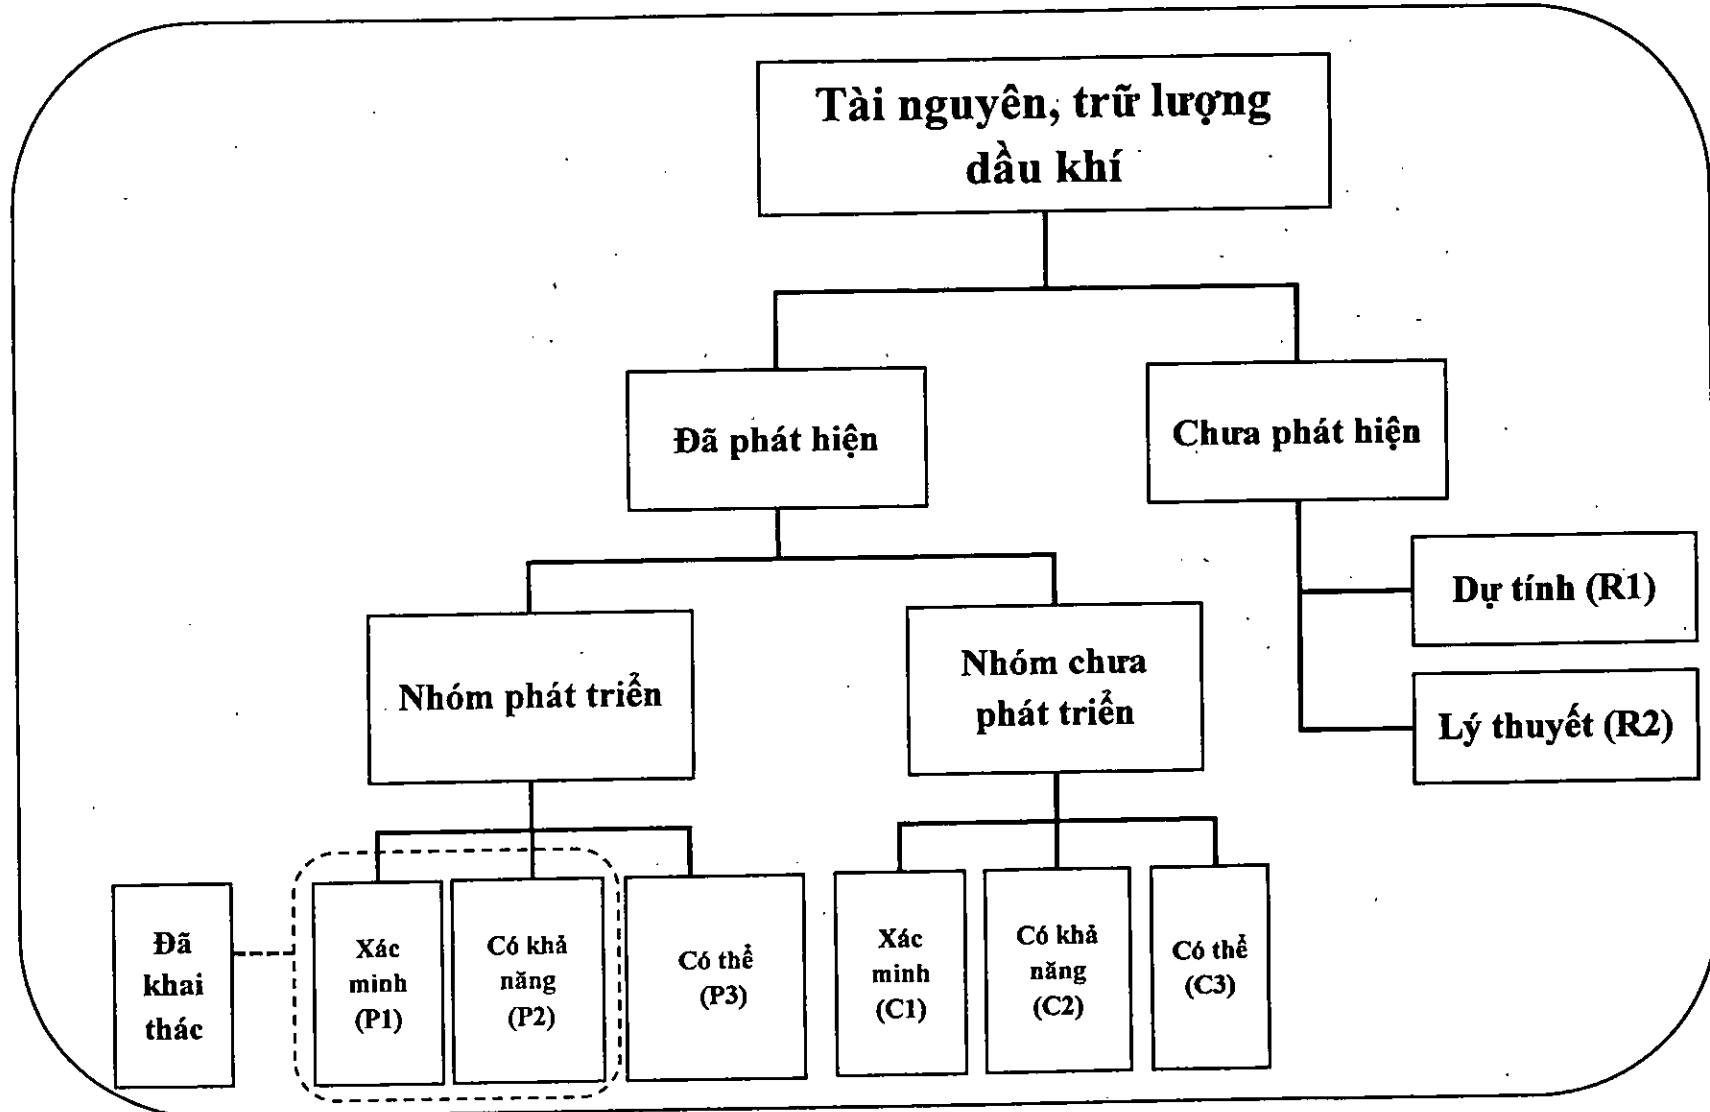 Tài nguyên, trữ lượng
dầu khí
Đã phát hiện
Chưa phát hiện
Dự tính (R1)
Lý thuyết (R2)
Nhóm phát triển
Nhóm chưa
phát triển
Đã
khai
thác
Xác
minh
(P1)
Có khả
năng
(P2)
Có thể
(P3)
Xác
minh
(C1)
Có khả
năng
(C2)
Có thể
(C3)